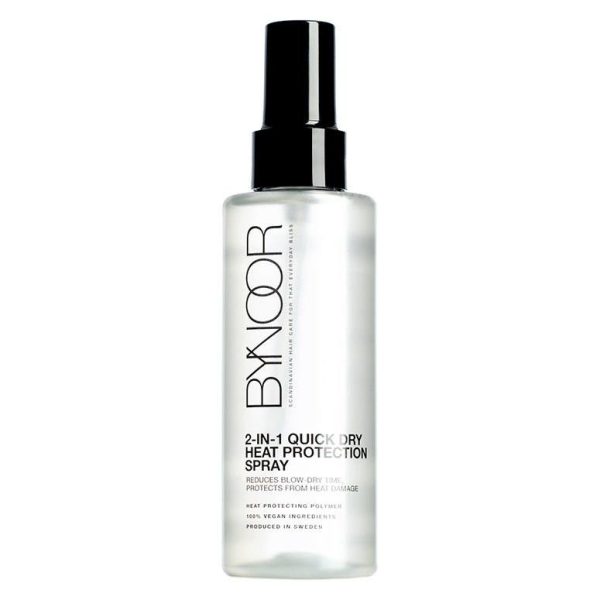 BYNOOR
SCANDINAVIAN HAIR CARE FOR THAT EVERYDAY BLISS
2-IN-1 QUICK DRY
HEAT PROTECTION
SPRAY
REDUCES BLOW-DRY TIME,
PROTECTS FROM HEAT DAMAGE
HEAT PROTECTING POLYMER
100% VEGAN INGREDIENTS
PRODUCED IN SWEDEN